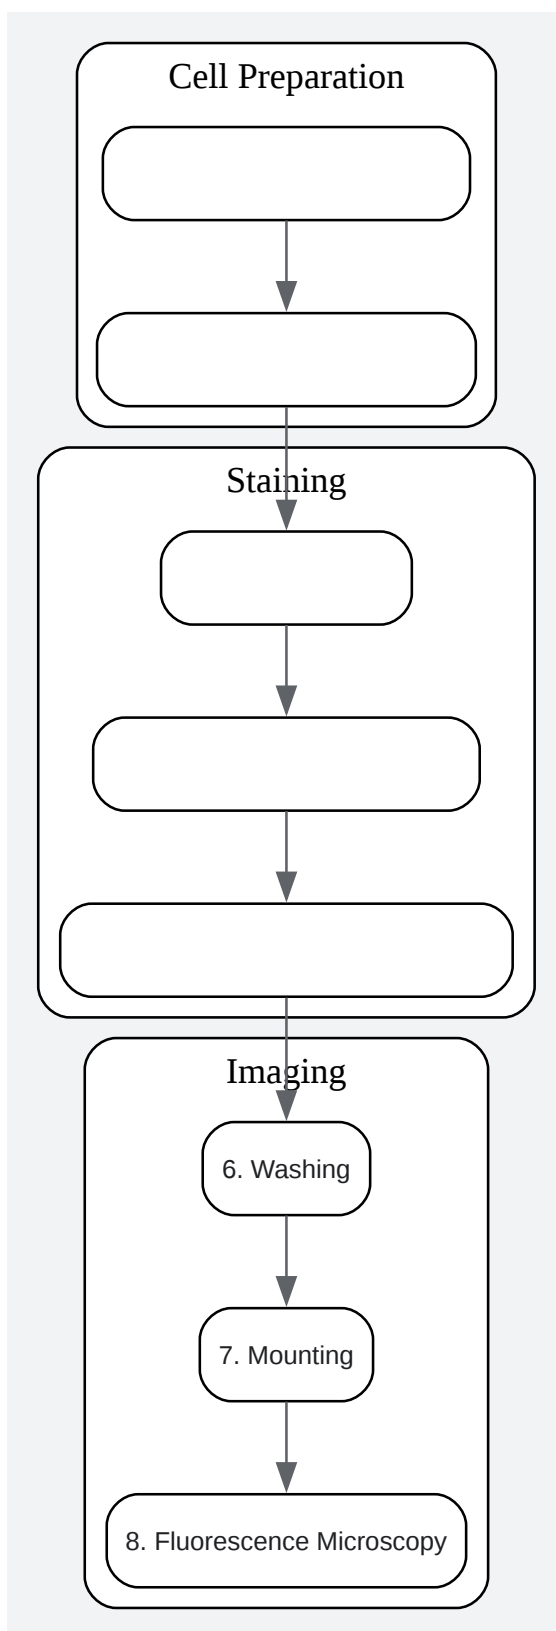 Cell Preparation
Staining
Imaging
6. Washing
7. Mounting
8. Fluorescence Microscopy